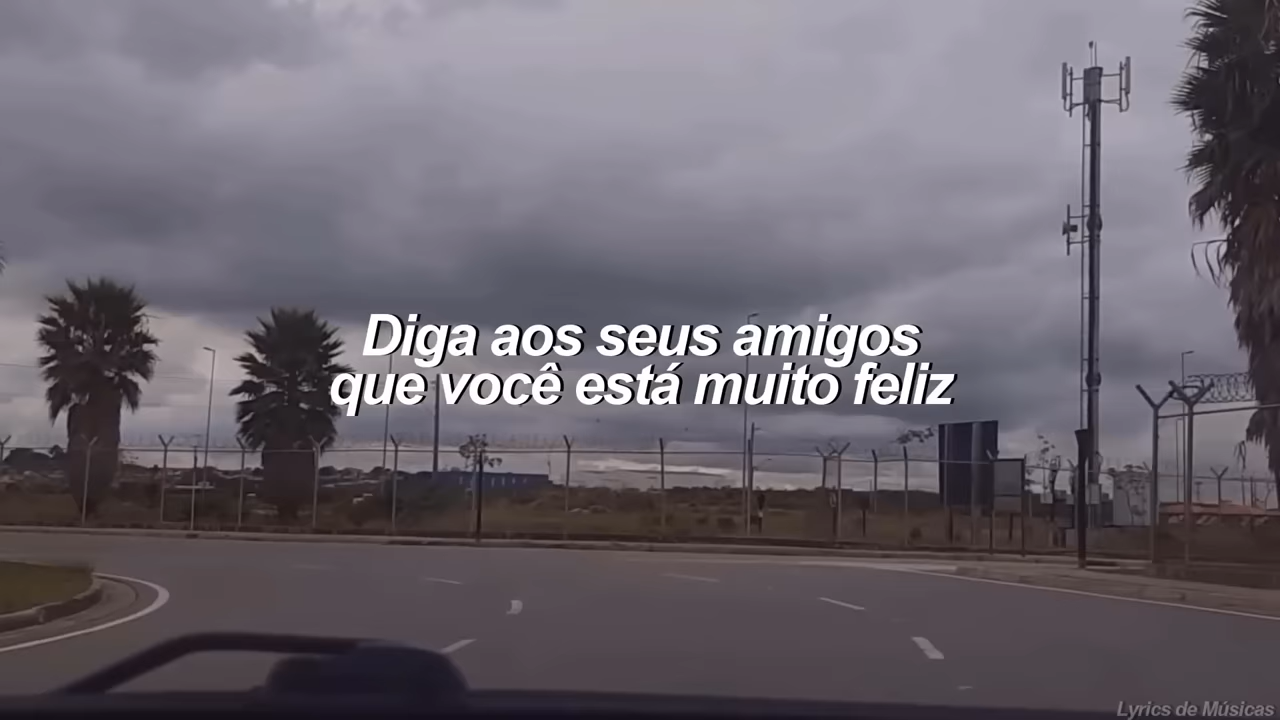 Diga aos seus amigos
que você está muito feliz
Lyrics de Músicas